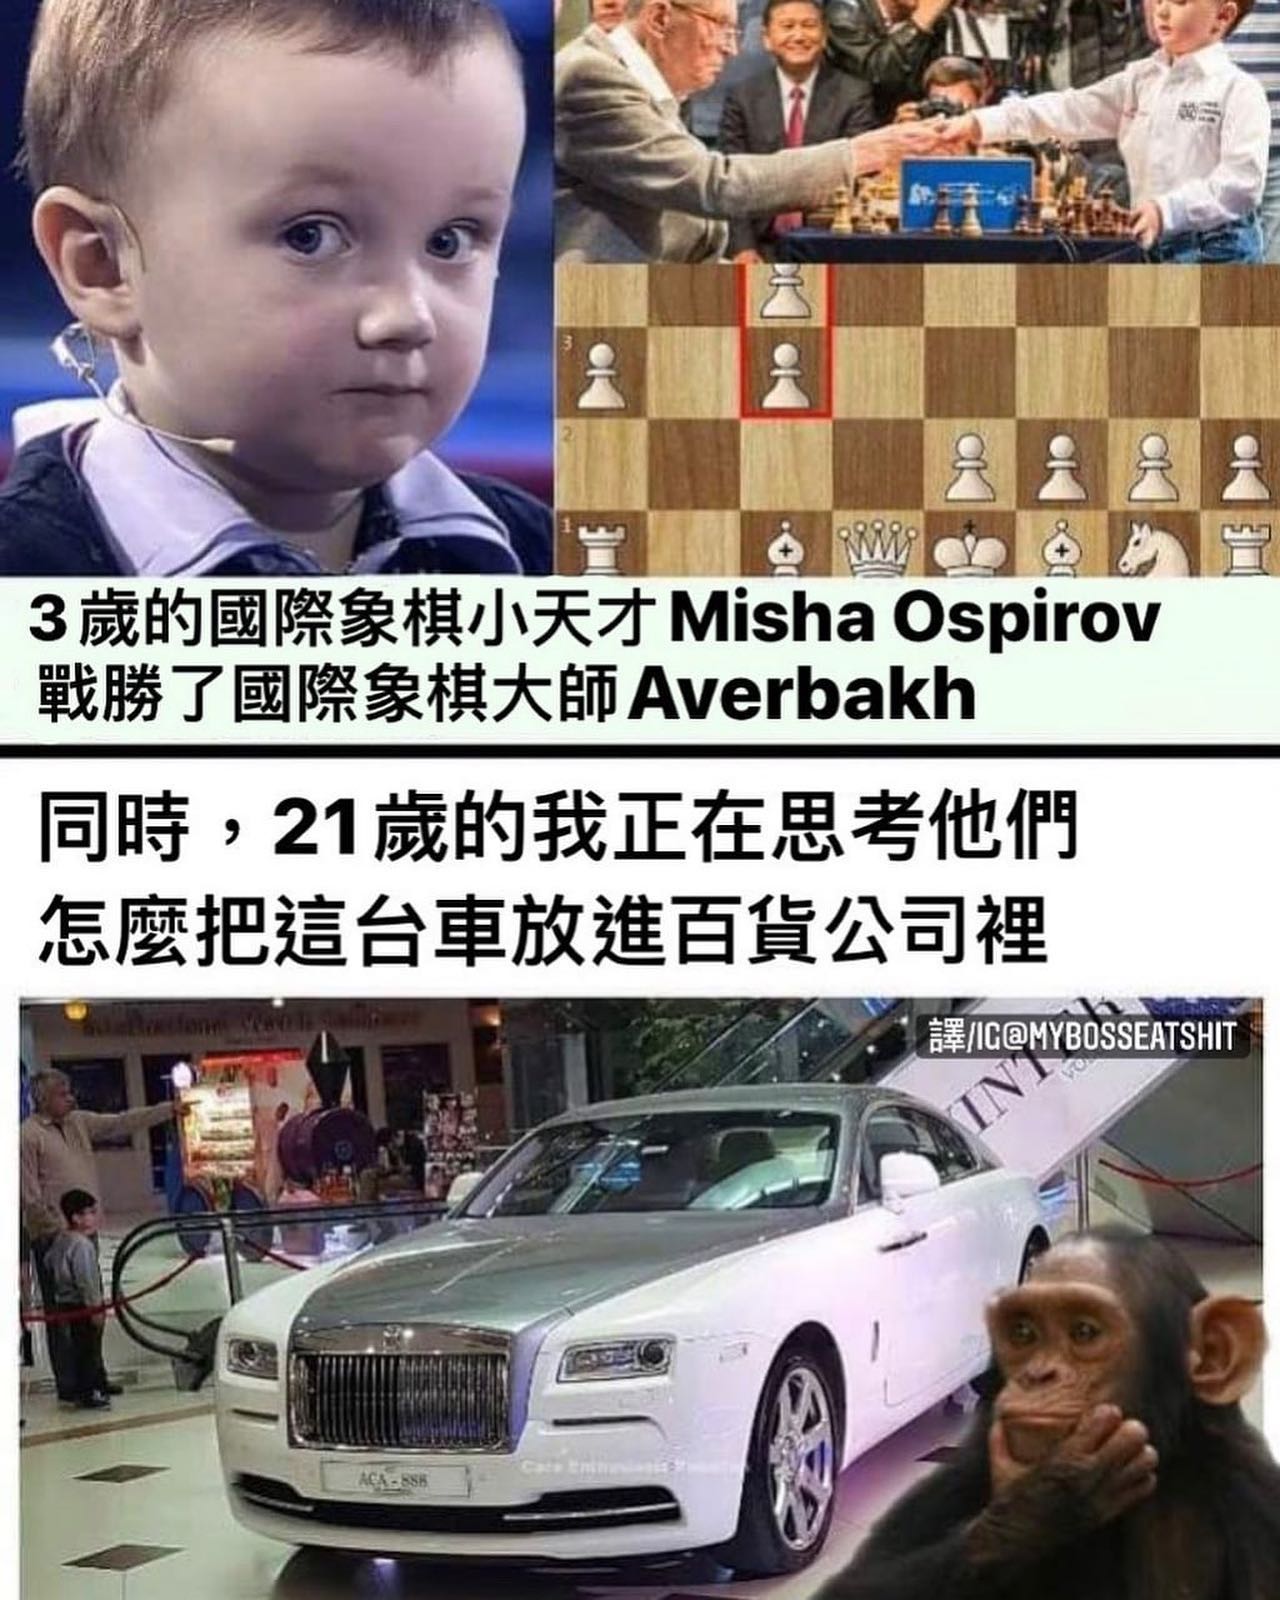 3
2
1
3歲的國際象棋小天才Misha Ospirov
戰勝了國際象棋大師Averbakh
同時，21歲的我正在思考他們
怎麼把這台車放進百貨公司裡
譯/IG@MYBOSSEATSHIT
ACA - 888